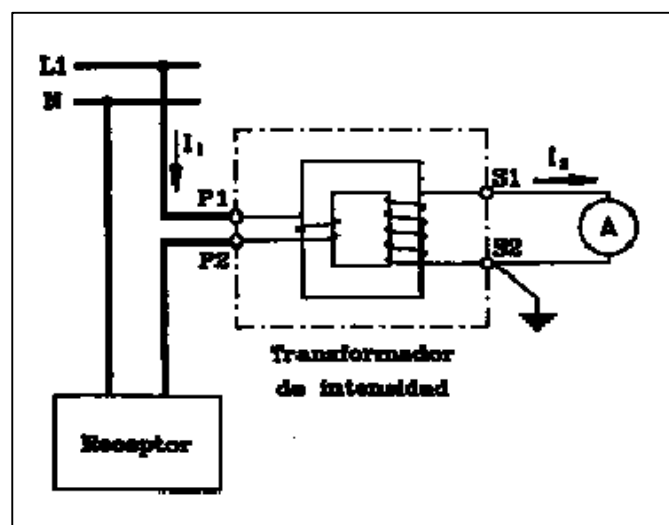 L1
N
I₁
P1
P2
S1
I₂
S2
A
Transformador
de intensidad
Receptor